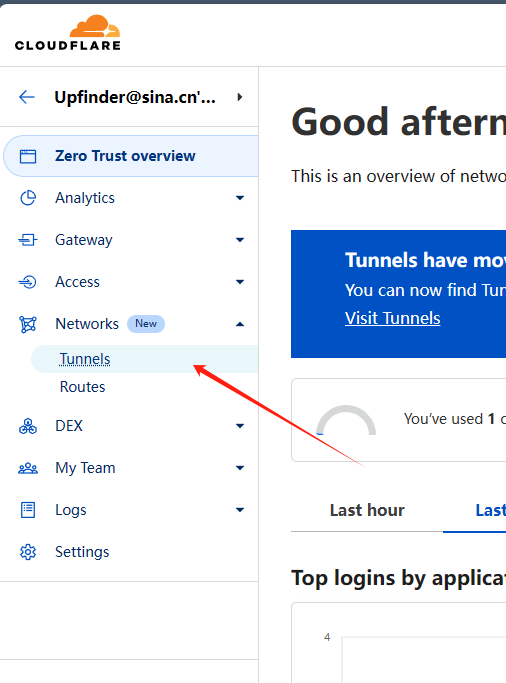 CLOUDFLARE
Upfinder@sina.cn'...
Zero Trust overview
Analytics
Gateway
Access
Networks New
Tunnels
Routes
DEX
My Team
Logs
Settings
Good aftern
This is an overview of netwo
Tunnels have mo
You can now find Tun
Visit Tunnels
You've used 1 o
Last hour
Last
Top logins by applica
4